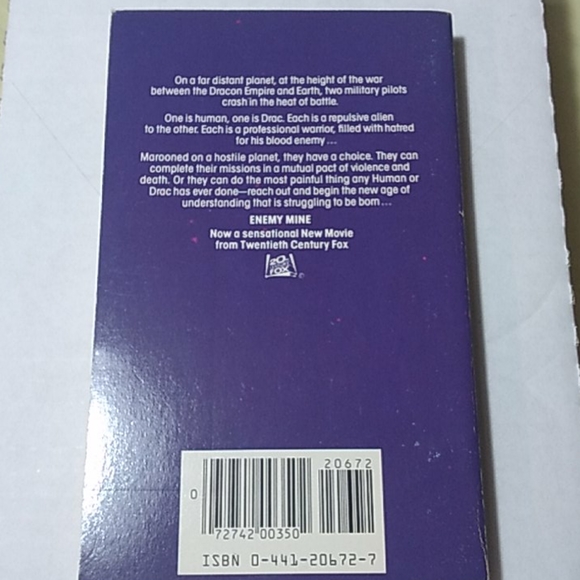 On a far distant planet, at the height of the war
between the Dracon Empire and Earth, two military pilots
crash in the heat of battle.
One is human, one is Drac. Each is a repulsive alien
to the other. Each is a professional warrior, filled with hatred
for his blood enemy ...
Marooned on a hostile planet, they have a choice. They can
complete their missions in a mutual pact of violence and
death. Or they can do the most painful thing any Human or
Drac has ever done—reach out and begin the new age of
understanding that is struggling to be born ...
ENEMY MINE
Now a sensational New Movie
from Twentieth Century Fox
20
FOX
20672
0
72742 00350
ISBN 0-441-20672-7